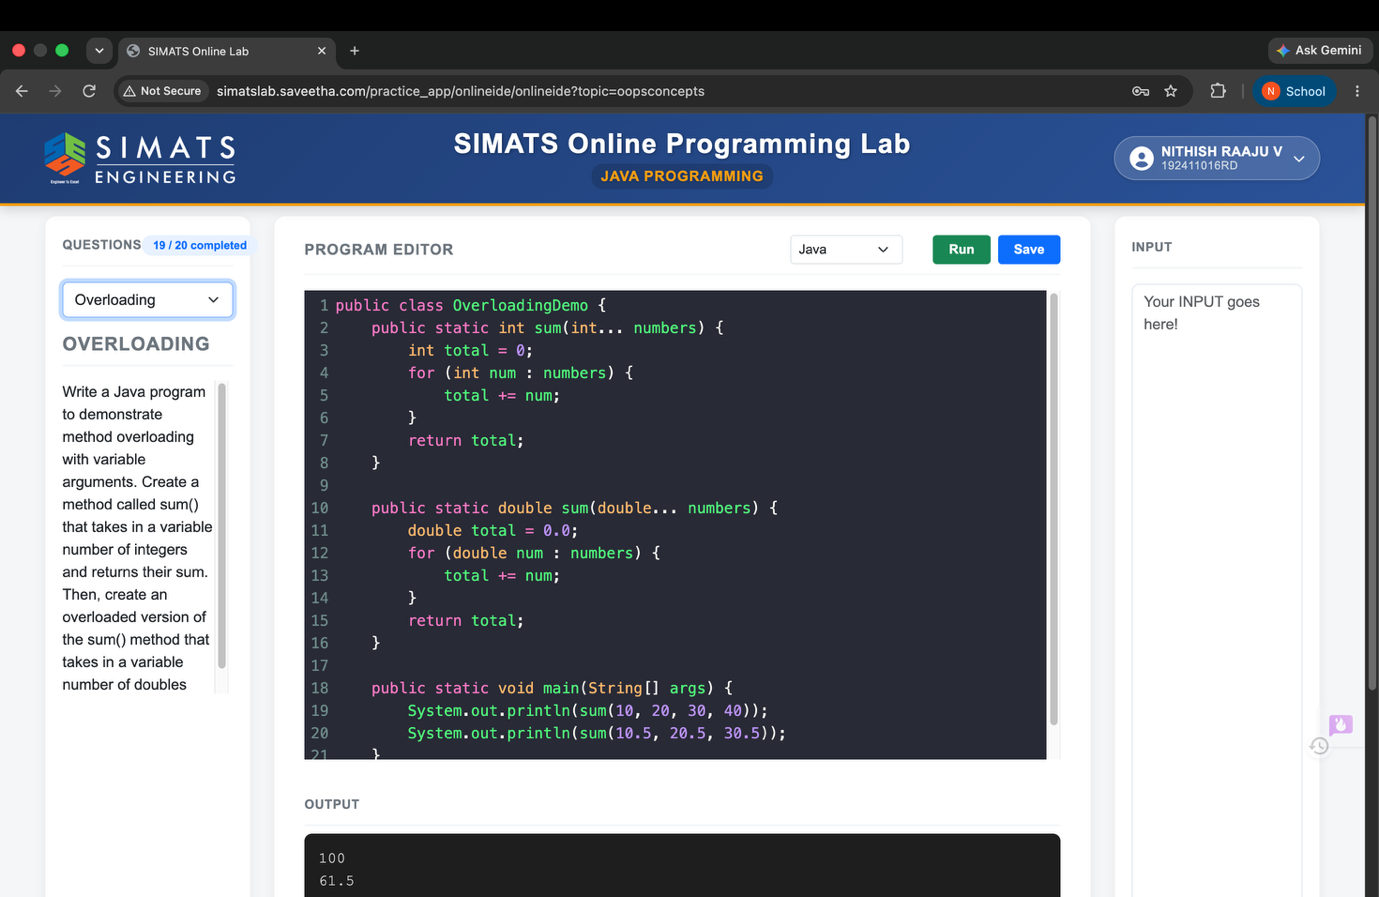 SIMATS Online Lab
Ask Gemini
Not Secure
simatslab.saveetha.com/practice_app/onlineide/onlineide?topic=oopsconcepts
N School
SIMATS
ENGINEERING
Engineer to Excel
SIMATS Online Programming Lab
JAVA PROGRAMMING
NITHISH RAAJU V
192411016RD
QUESTIONS 19 / 20 completed
Overloading
OVERLOADING
Write a Java program
to demonstrate
method overloading
with variable
arguments. Create a
method called sum()
that takes in a variable
number of integers
and returns their sum.
Then, create an
overloaded version of
the sum() method that
takes in a variable
number of doubles
PROGRAM EDITOR
Java
Run
Save
1 public class OverloadingDemo {
2     public static int sum(int... numbers) {
3         int total = 0;
4         for (int num : numbers) {
5             total += num;
6         }
7         return total;
8     }
9
10     public static double sum(double... numbers) {
11         double total = 0.0;
12         for (double num : numbers) {
13             total += num;
14         }
15         return total;
16     }
17
18     public static void main(String[] args) {
19         System.out.println(sum(10, 20, 30, 40));
20         System.out.println(sum(10.5, 20.5, 30.5));
21     }
OUTPUT
100
61.5
INPUT
Your INPUT goes
here!